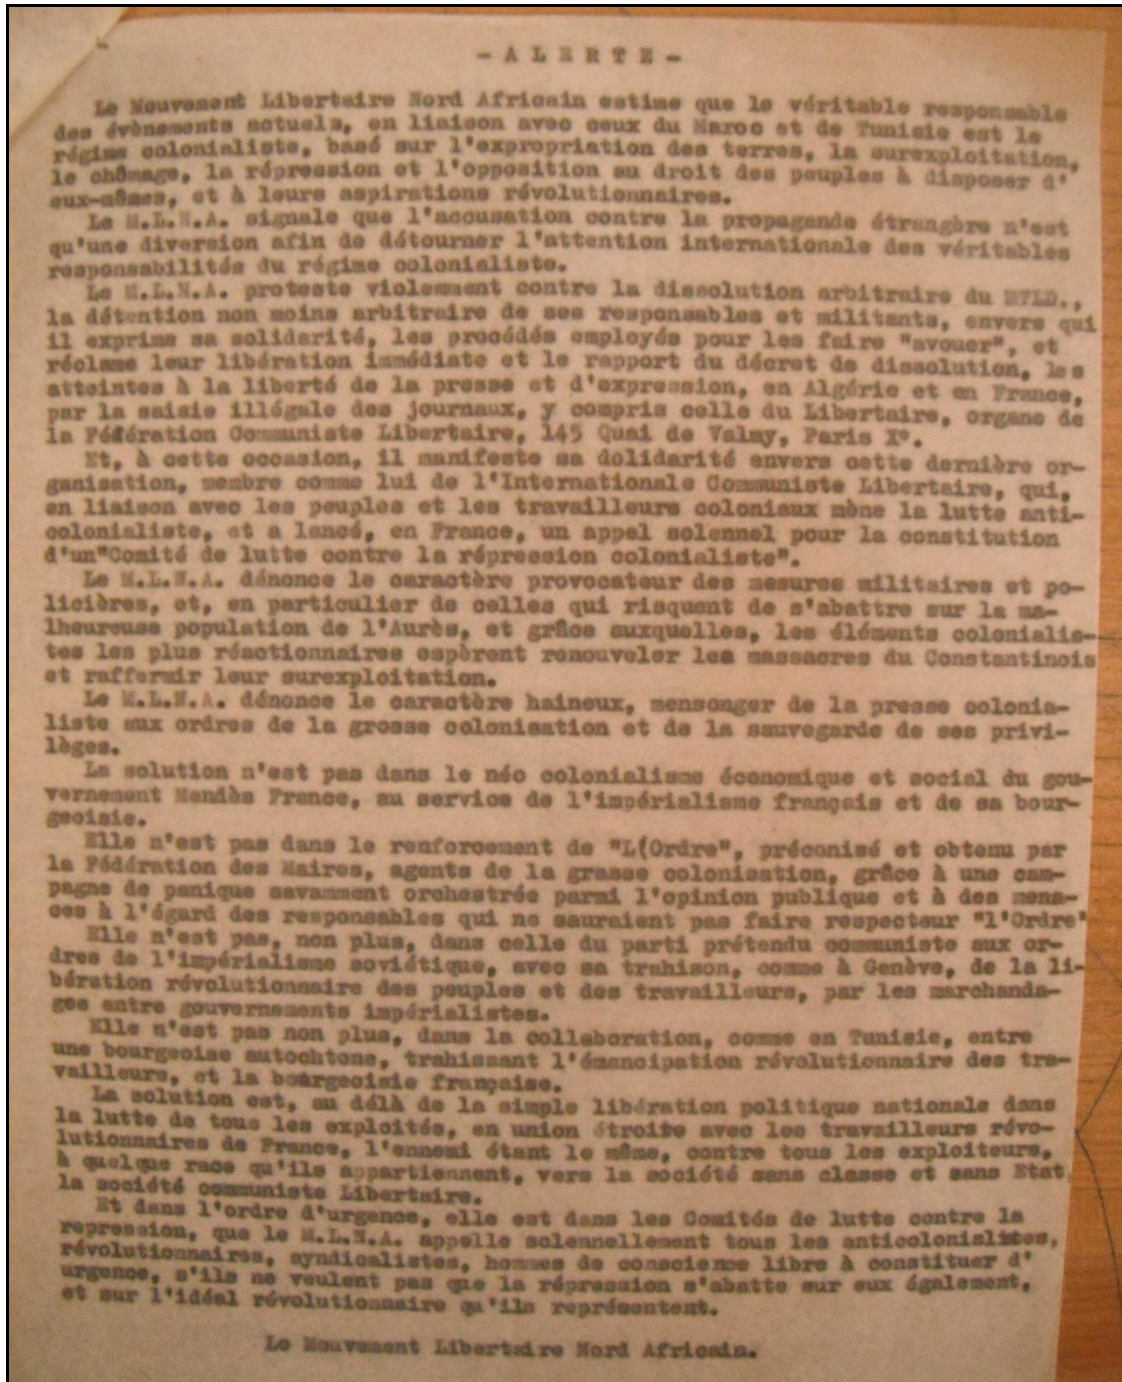 - A L E R T E -
Le Mouvement Libertaire Nord Africain estime que le véritable responsable
des évènements actuels, en liaison avec ceux du Maroc et de Tunisie est le
régime colonialiste, basé sur l'expropriation des terres, la surexploitation,
le chômage, la répression et l'opposition au droit des peuples à disposer d'
eux-mêmes, et à leurs aspirations révolutionnaires.
Le M.L.N.A. signale que l'accusation contre la propagande étrangère n'est
qu'une diversion afin de détourner l'attention internationale des véritables
responsabilités du régime colonialiste.
Le M.L.N.A. proteste violemment contre la dissolution arbitraire du MTLD.,
la détention non moins arbitraire de ses responsables et militants, envers qui
il exprime sa solidarité, les procédés employés pour les faire "avouer", et
réclame leur libération immédiate et le rapport du décret de dissolution, les
atteintes à la liberté de la presse et d'expression, en Algérie et en France,
par la saisie illégale des journaux, y compris celle du Libertaire, organe de
la Fédération Communiste Libertaire, 145 Quai de Valmy, Paris X°.
Et, à cette occasion, il manifeste sa dolidarité envers cette dernière or-
ganisation, membre comme lui de l'Internationale Communiste Libertaire, qui,
en liaison avec les peuples et les travailleurs coloniaux mène la lutte anti-
colonialiste, et a lancé, en France, un appel solennel pour la constitution
d'un"Comité de lutte contre la répression colonialiste".
Le M.L.N.A. dénonce le caractère provocateur des mesures militaires et po-
licières, et, en particulier de celles qui risquent de s'abattre sur la ma-
lheureuse population de l'Aurès, et grâce auxquelles, les éléments colonialis-
tes les plus réactionnaires espèrent renouveler les massacres du Constantinois
et raffermir leur surexploitation.
Le M.L.N.A. dénonce le caractère haineux, mensonger de la presse colonia-
liste aux ordres de la grosse colonisation et de la sauvegarde de ses privi-
lèges.
La solution n'est pas dans le néo colonialisme économique et social du gou-
vernement Mendès France, au service de l'impérialisme français et de sa bour-
geoisie.
Elle n'est pas dans le renforcement de "L(Ordre", préconisé et obtenu par
la Fédération des Maires, agents de la grasse colonisation, grâce à une cam-
pagne de panique savamment orchestrée parmi l'opinion publique et à des mena-
ces à l'égard des responsables qui ne sauraient pas faire respecteur "l'Ordre"
Elle n'est pas, non plus, dans celle du parti prétendu communiste aux or-
dres de l'impérialisme soviétique, avec sa trahison, comme à Genève, de la li-
bération révolutionnaire des peuples et des travailleurs, par les marchanda-
ges entre gouvernements impérialistes.
Elle n'est pas non plus, dans la collaboration, comme en Tunisie, entre
une bourgeoise autochtone, trahissant l'émancipation révolutionnaire des tra-
vailleurs, et la bourgeoisie française.
La solution est, au délà de la simple libération politique nationale dans
la lutte de tous les exploités, en union étroite avec les travailleurs révo-
lutionnaires de France, l'ennemi étant le même, contre tous les exploiteurs,
à quelque race qu'ils appartiennent, vers la société sans classe et sans Etat,
la société communiste Libertaire.
Et dans l'ordre d'urgence, elle est dans les Comités de lutte contre la
repression, que le M.L.N.A. appelle solennellement tous les anticolonialistes,
révolutionnaires, syndicalistes, hommes de conscience libre à constituer d'
urgence, s'ils ne veulent pas que la répression s'abatte sur eux également,
et sur l'idéal révolutionnaire qu'ils représentent.
Le Mouvement Libertaire Nord Africain.